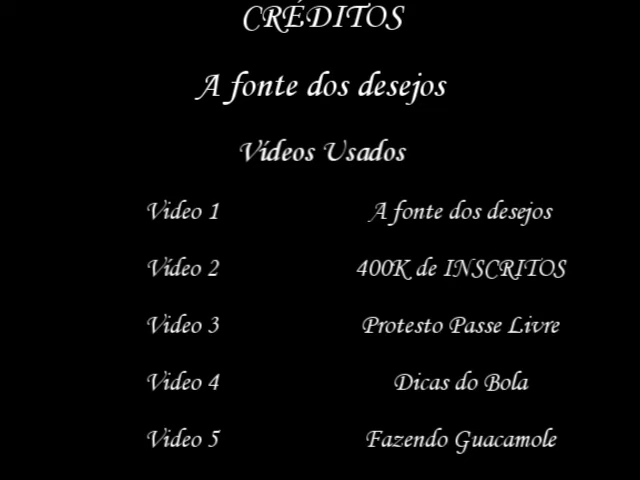 CRÉDITOS
A fonte dos desejos
Vídeos Usados
Video 1 A fonte dos desejos
Vídeo 2 400K de INSCRITOS
Video 3 Protesto Passe Livre
Video 4 Dicas do Bola
Video 5 Fazendo Guacamole